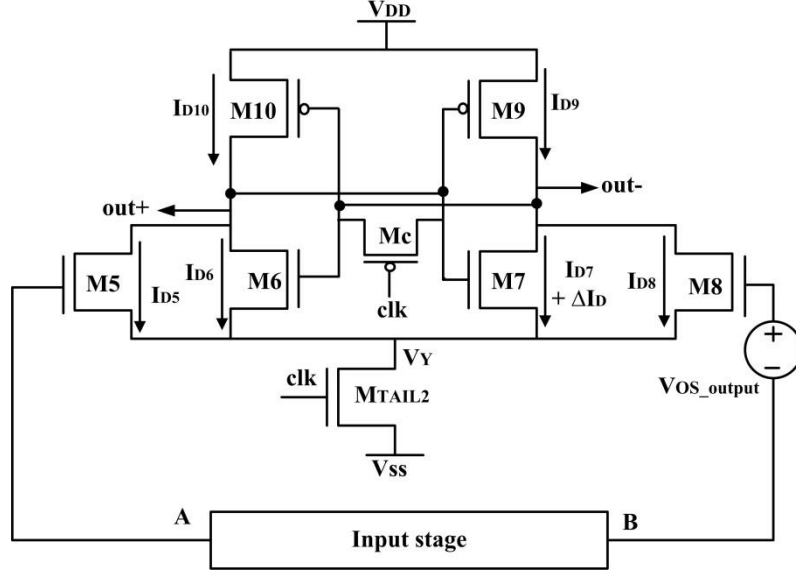 VDD
ID10
M10
M9
ID9
out+
out-
Mc
M5
ID5
ID6
M6
clk
M7
ID7
+ ΔID
ID8
M8
VY
clk
MTAIL2
+
−
VOS_output
Vss
A
Input stage
B